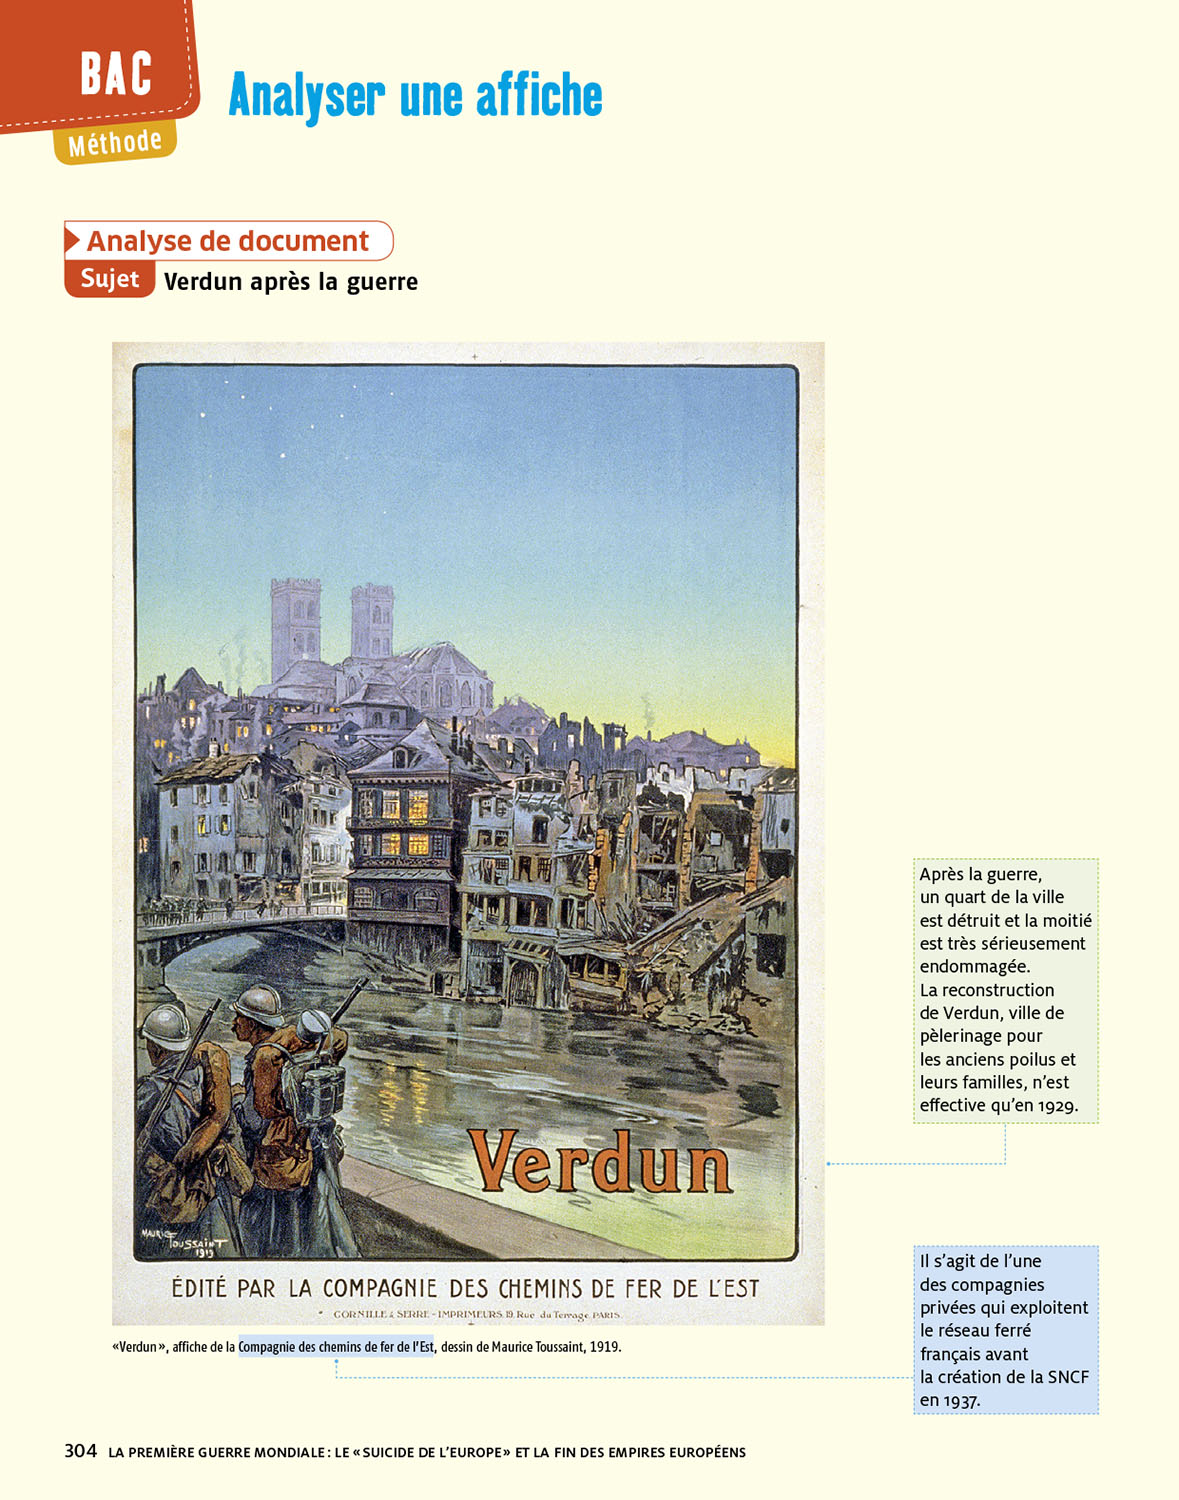 BAC
Méthode
Analyser une affiche
Analyse de document
Sujet Verdun après la guerre
Verdun
MAURICE
TOUSSAINT
1919
ÉDITÉ PAR LA COMPAGNIE DES CHEMINS DE FER DE L'EST
CORNILLE & SERRE - IMPRIMEURS. 19. Rue du Terrage. PARIS.
Après la guerre,
un quart de la ville
est détruit et la moitié
est très sérieusement
endommagée.
La reconstruction
de Verdun, ville de
pèlerinage pour
les anciens poilus et
leurs familles, n'est
effective qu'en 1929.
«Verdun», affiche de la Compagnie des chemins de fer de l'Est, dessin de Maurice Toussaint, 1919.
Il s'agit de l'une
des compagnies
privées qui exploitent
le réseau ferré
français avant
la création de la SNCF
en 1937.
304 LA PREMIÈRE GUERRE MONDIALE : LE « SUICIDE DE L'EUROPE » ET LA FIN DES EMPIRES EUROPÉENS